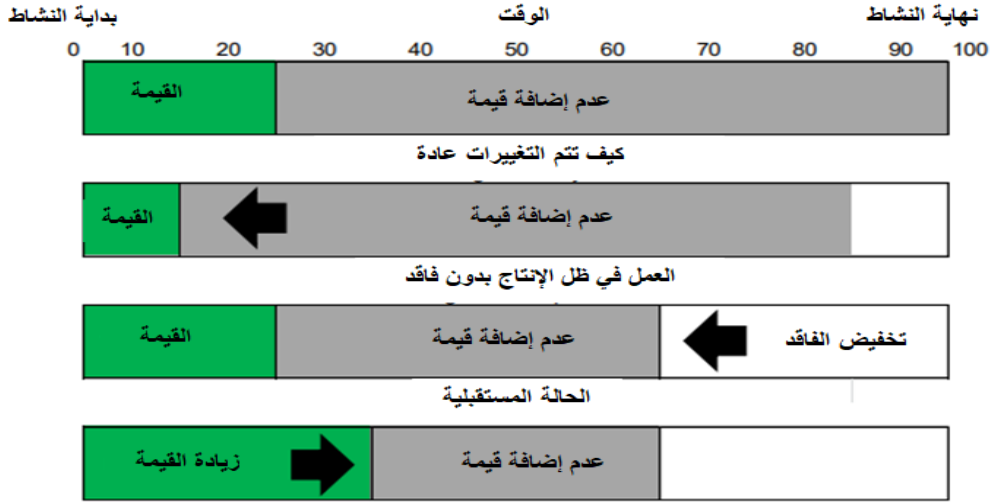 بداية النشاط الوقت نهاية النشاط
0 10 20 30 40 50 60 70 80 90 100
القيمة عدم إضافة قيمة
كيف تتم التغييرات عادة
القيمة عدم إضافة قيمة
العمل في ظل الإنتاج بدون فاقد
القيمة عدم إضافة قيمة تخفيض الفاقد
الحالة المستقبلية
زيادة القيمة عدم إضافة قيمة